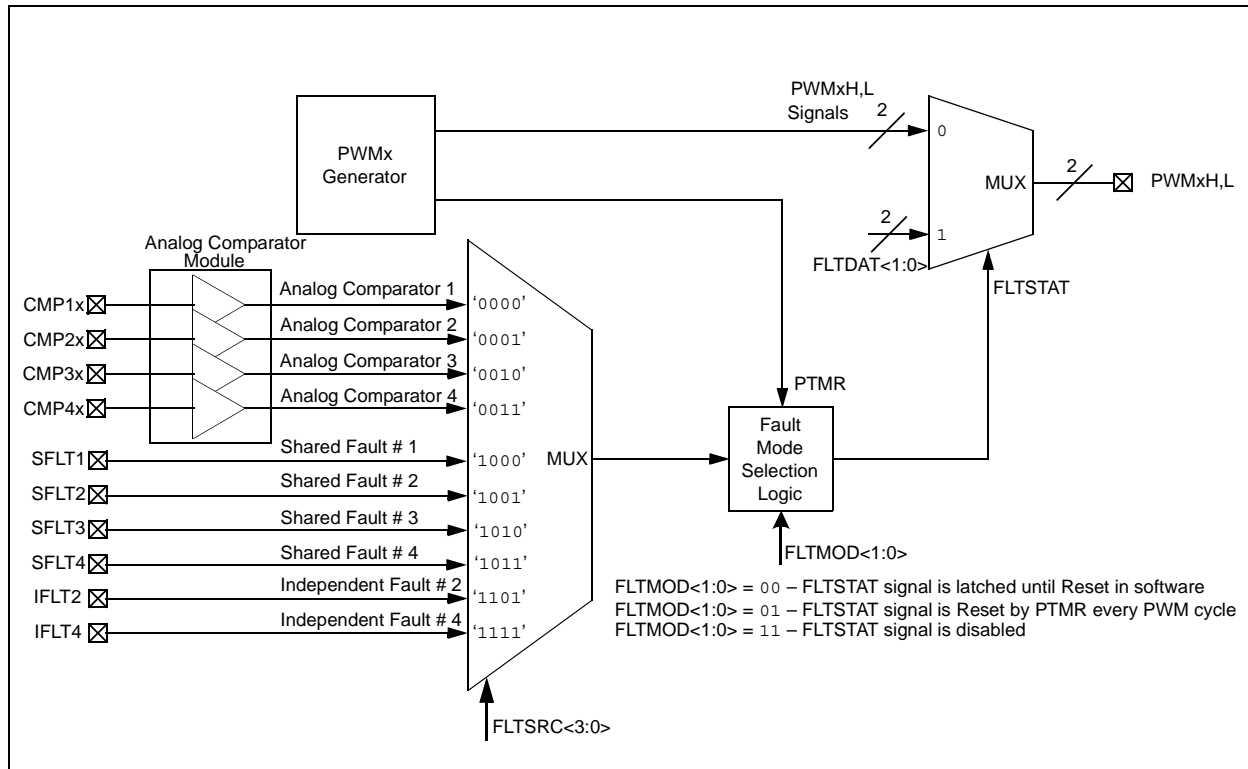 PWMxH,L
Signals
2
0
PWMx
Generator
MUX
2
PWMxH,L
2
1
FLTDAT<1:0>
FLTSTAT
Analog Comparator
Module
CMP1x
Analog Comparator 1
‘0000’
CMP2x
Analog Comparator 2
‘0001’
CMP3x
Analog Comparator 3
‘0010’
CMP4x
Analog Comparator 4
‘0011’
PTMR
Fault
Mode
Selection
Logic
SFLT1
Shared Fault # 1
‘1000’
MUX
SFLT2
Shared Fault # 2
‘1001’
SFLT3
Shared Fault # 3
‘1010’
SFLT4
Shared Fault # 4
‘1011’
IFLT2
Independent Fault # 2
‘1101’
IFLT4
Independent Fault # 4
‘1111’
FLTMOD<1:0>
FLTMOD<1:0> = 00 – FLTSTAT signal is latched until Reset in software
FLTMOD<1:0> = 01 – FLTSTAT signal is Reset by PTMR every PWM cycle
FLTMOD<1:0> = 11 – FLTSTAT signal is disabled
FLTSRC<3:0>